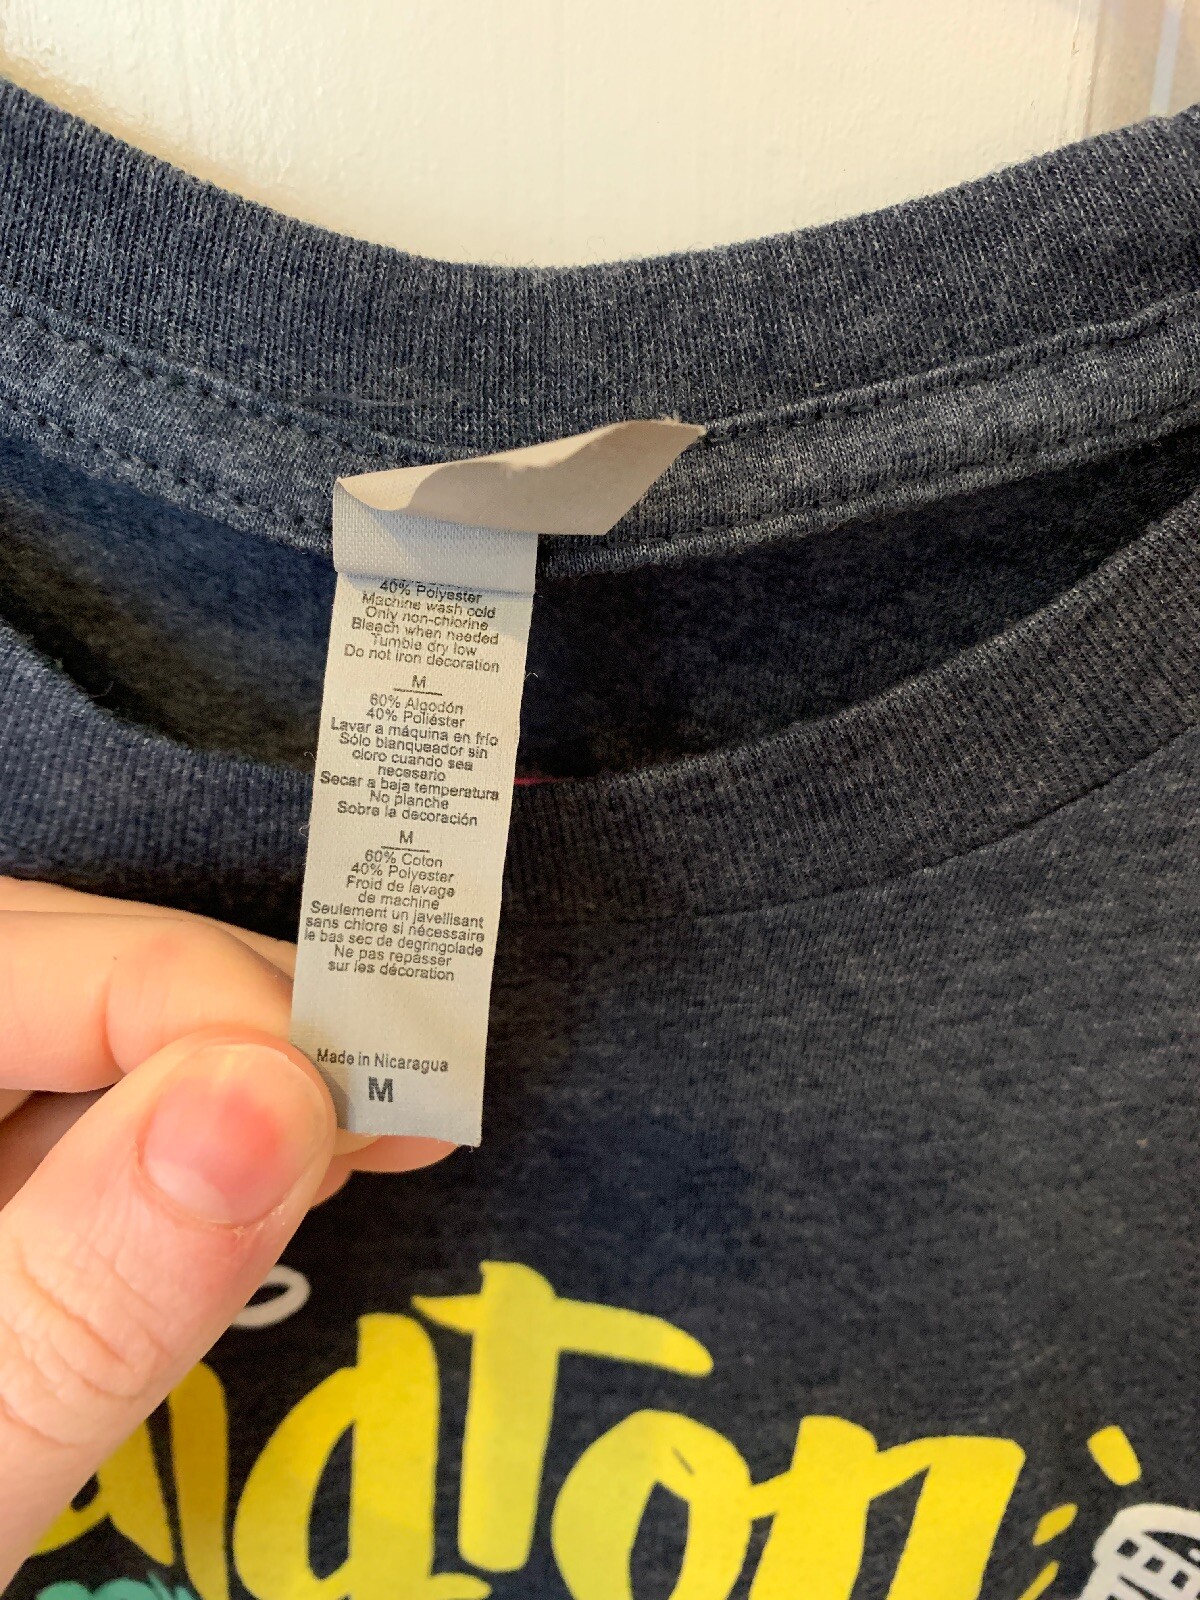 40% Polyester
Machine wash cold
Only non-chlorine
Bleach when needed
Tumble dry low
Do not iron decoration
M
60% Algodón
40% Poliéster
Lavar a máquina en frío
Sólo blanqueador sin
cloro cuando sea
necesario
Secar a baja temperatura
No planche
Sobre la decoración
M
60% Coton
40% Polyester
Froid de lavage
de machine
Seulement un javellisant
sans chlore si nécessaire
le bas sec de degringolade
Ne pas repasser
sur les décoration
Made in Nicaragua
M